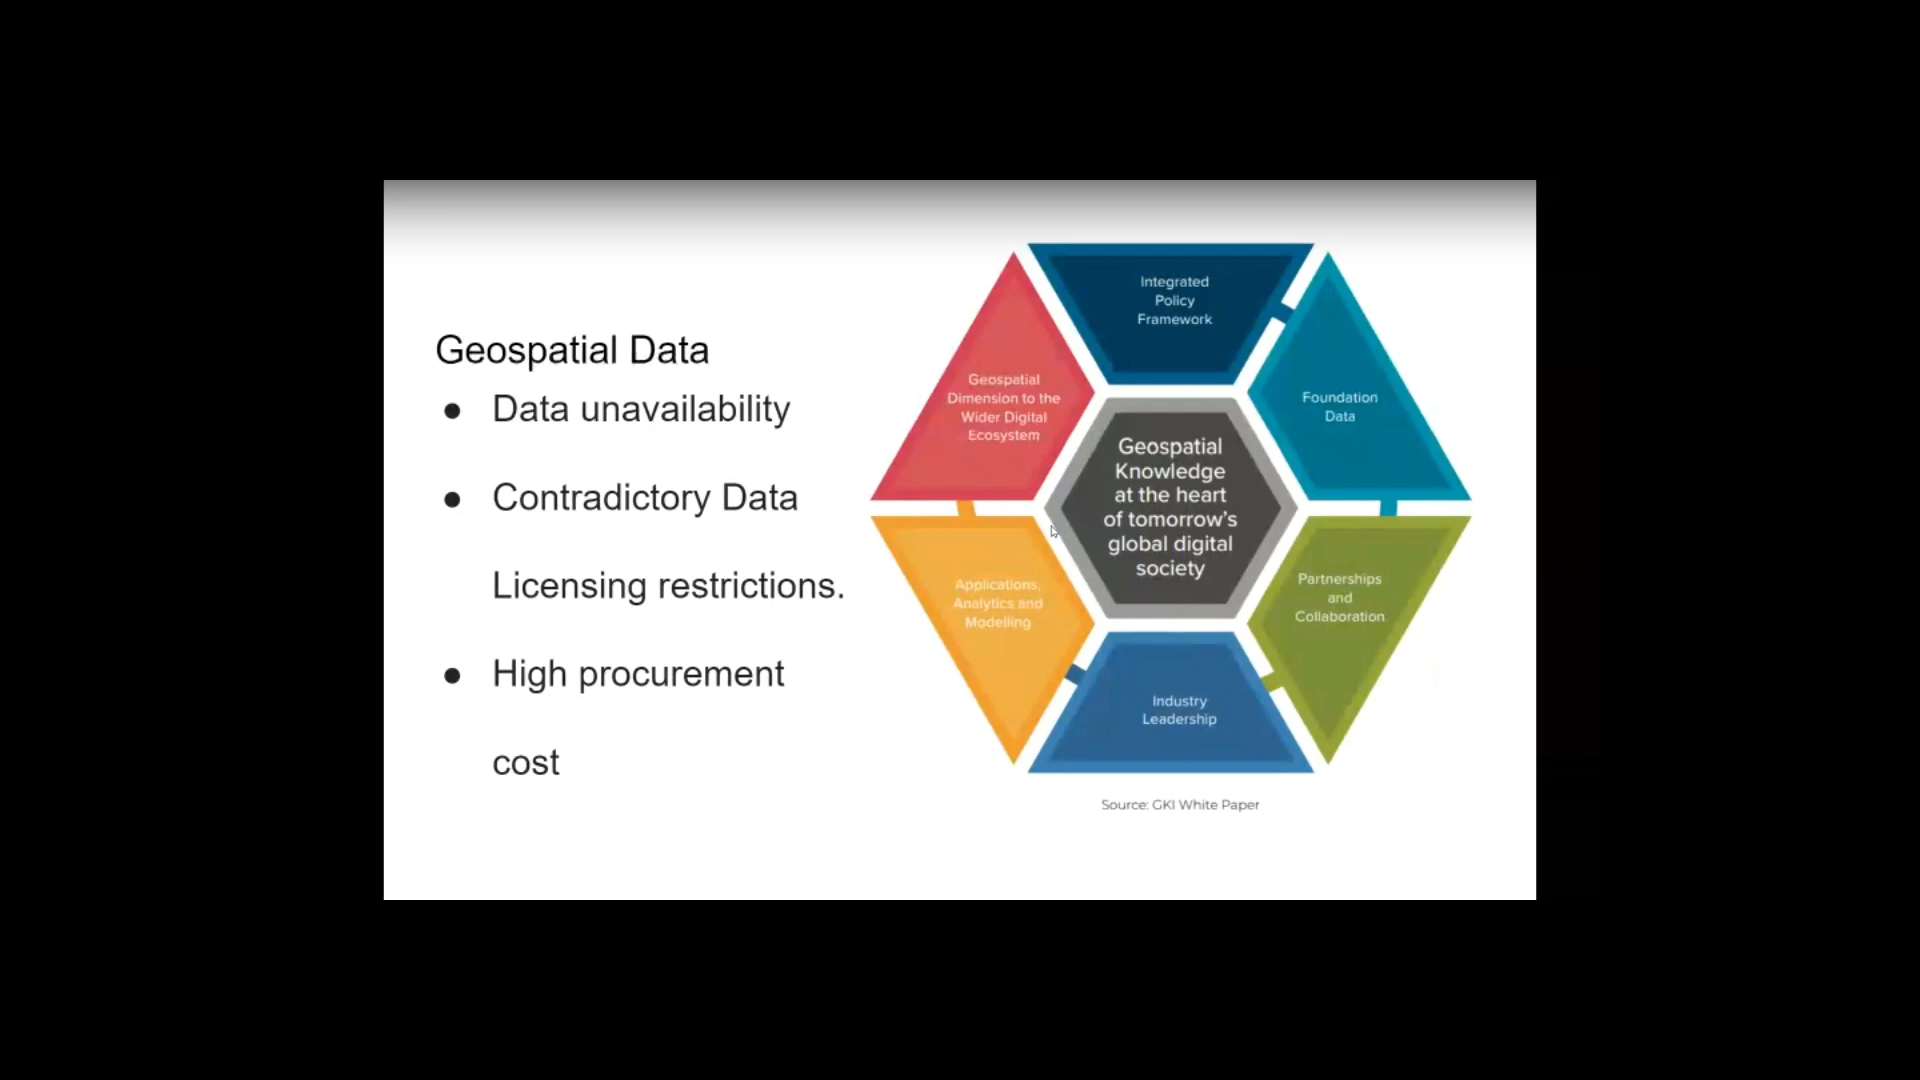 Geospatial Data
● Data unavailability
● Contradictory Data
Licensing restrictions.
● High procurement
cost
Integrated
Policy
Framework
Foundation
Data
Partnerships
and
Collaboration
Industry
Leadership
Applications,
Analytics and
Modelling
Geospatial
Dimension to the
Wider Digital
Ecosystem
Geospatial
Knowledge
at the heart
of tomorrow's
global digital
society
Source: GKI White Paper